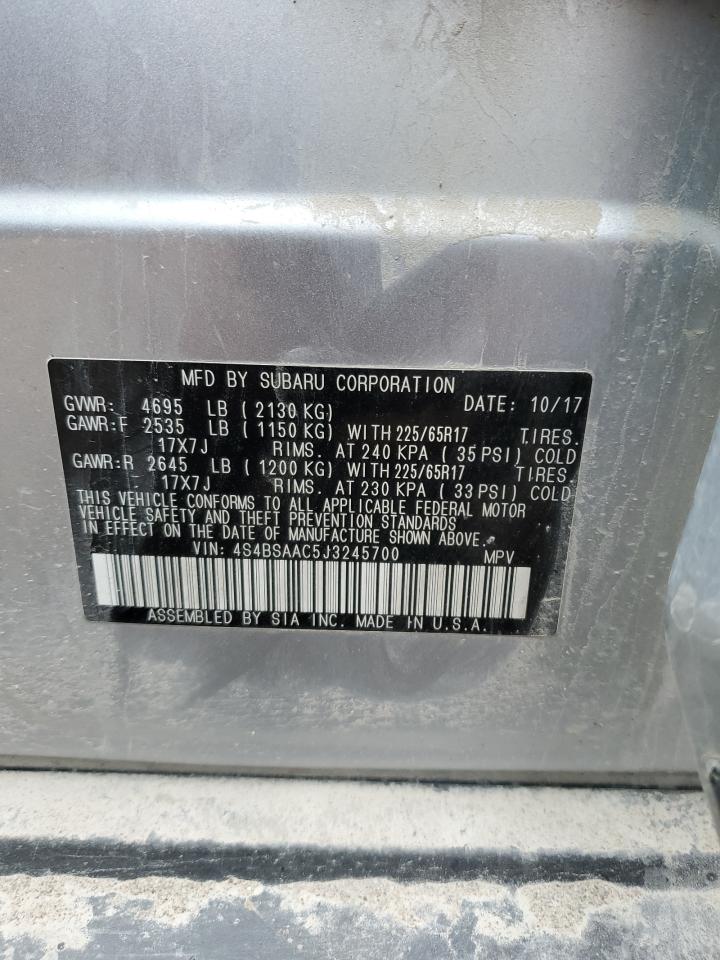 MFD BY SUBARU CORPORATION
GVWR: 4695 LB ( 2130 KG) DATE: 10/17
GAWR:F 2535 LB ( 1150 KG) WITH 225/65R17 TIRES.
17X7J RIMS. AT 240 KPA ( 35 PSI) COLD
GAWR:R 2645 LB ( 1200 KG) WITH 225/65R17 TIRES.
17X7J RIMS. AT 230 KPA ( 33 PSI) COLD
THIS VEHICLE CONFORMS TO ALL APPLICABLE FEDERAL MOTOR
VEHICLE SAFETY AND THEFT PREVENTION STANDARDS
IN EFFECT ON THE DATE OF MANUFACTURE SHOWN ABOVE.
VIN: 4S4BSAAC5J3245700 MPV
ASSEMBLED BY SIA INC. MADE IN U.S.A.